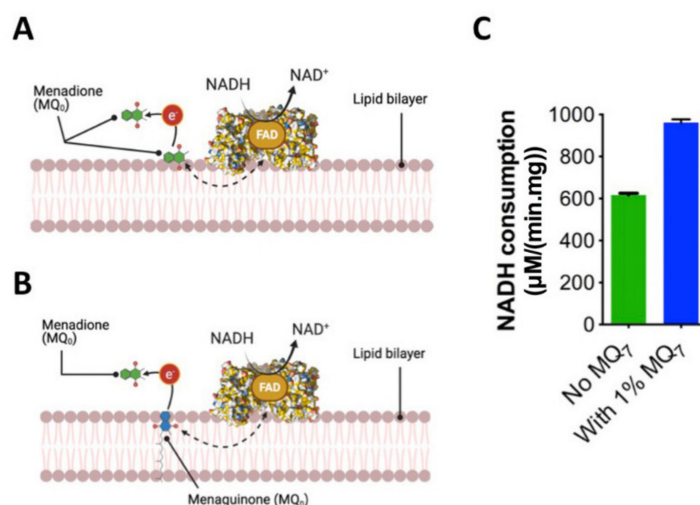 A
Menadione
(MQ₀)
e⁻
NADH
NAD⁺
FAD
Lipid bilayer
B
Menadione
(MQ₀)
e⁻
NADH
NAD⁺
FAD
Lipid bilayer
Menaquinone (MQ₀)
C
NADH consumption
(µM/(min.mg))
1000
800
600
400
200
0
No MQ₇
With 1% MQ₇